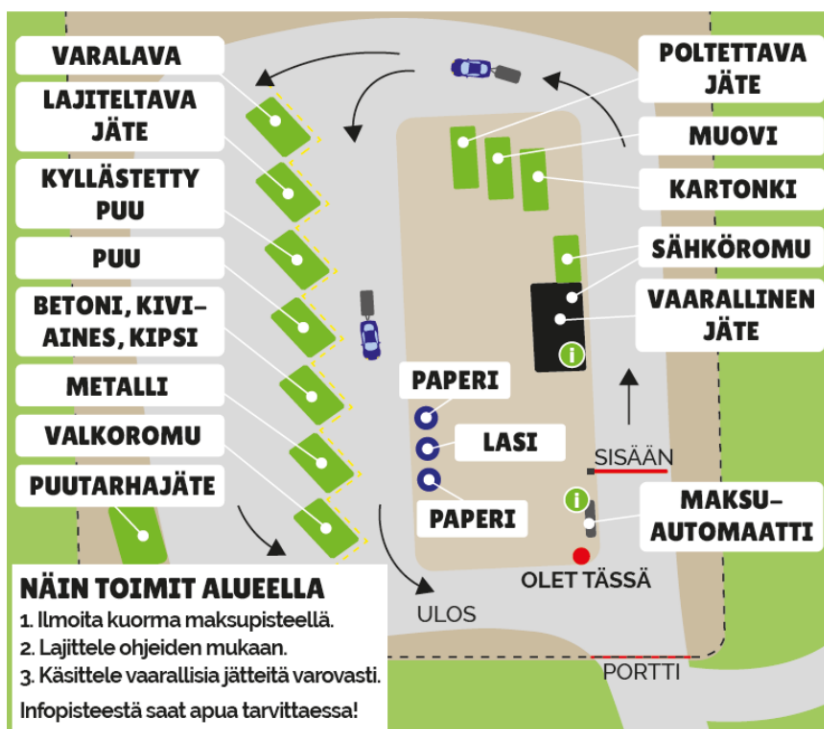 VARALAVA
LAJITELTAVA
JÄTE
KYLLÄSTETTY
PUU
PUU
BETONI, KIVI-
AINES, KIPSI
METALLI
VALKOROMU
PUUTARHAJÄTE
POLTETTAVA
JÄTE
MUOVI
KARTONKI
SÄHKÖROMU
VAARALLINEN
JÄTE
i
PAPERI
LASI
PAPERI
SISÄÄN
i
MAKSU-
AUTOMAATTI
OLET TÄSSÄ
ULOS
PORTTI
NÄIN TOIMIT ALUEELLA
1. Ilmoita kuorma maksupisteellä.
2. Lajittele ohjeiden mukaan.
3. Käsittele vaarallisia jätteitä varovasti.
Infopisteestä saat apua tarvittaessa!